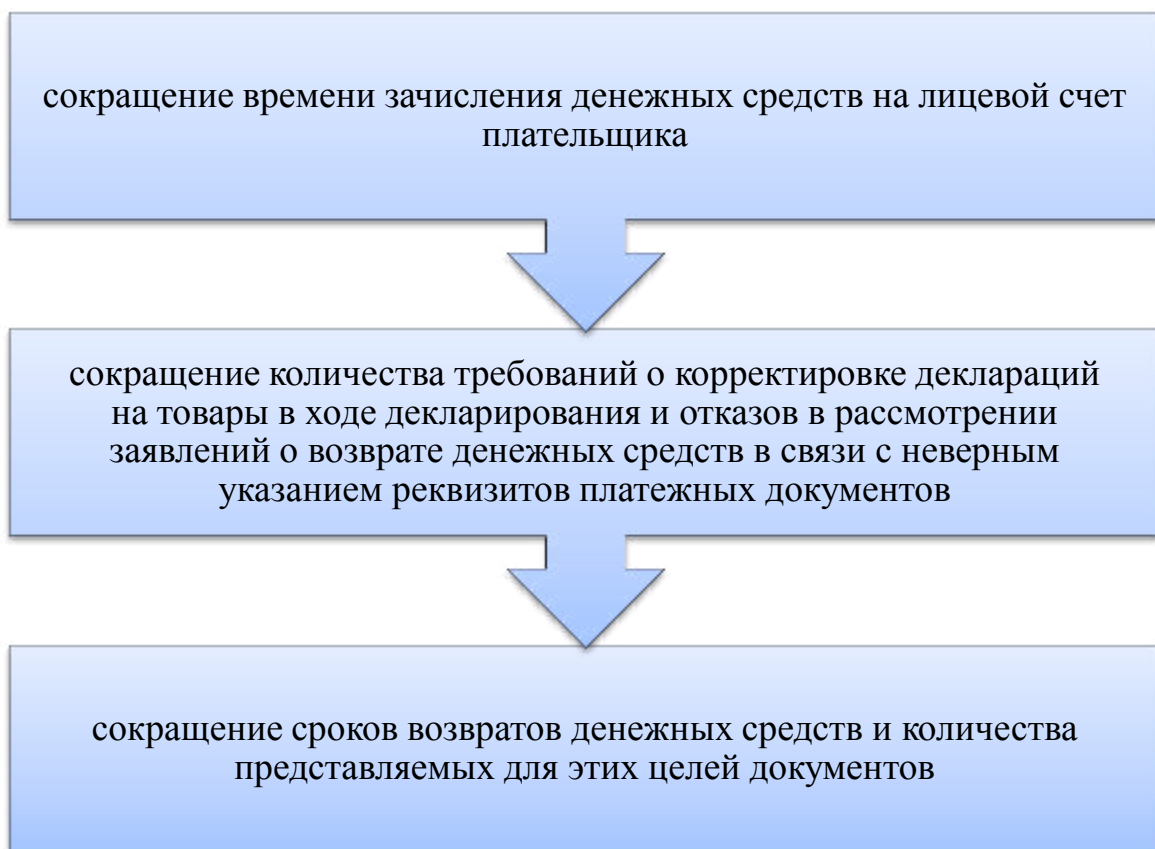 сокращение времени зачисления денежных средств на лицевой счет
плательщика
сокращение количества требований о корректировке деклараций
на товары в ходе декларирования и отказов в рассмотрении
заявлений о возврате денежных средств в связи с неверным
указанием реквизитов платежных документов
сокращение сроков возвратов денежных средств и количества
представляемых для этих целей документов